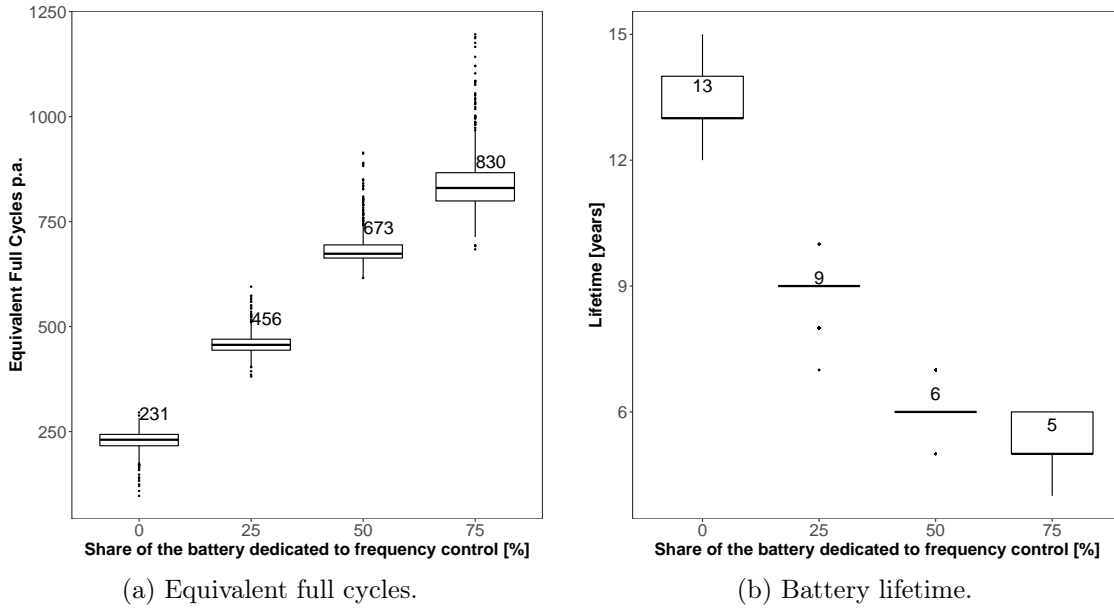 1250
1000
750
500
250
Equivalent Full Cycles p.a.
231
456
673
830
0 25 50 75
Share of the battery dedicated to frequency control [%]
(a) Equivalent full cycles.
15
12
9
6
Lifetime [years]
13
9
6
5
0 25 50 75
Share of the battery dedicated to frequency control [%]
(b) Battery lifetime.